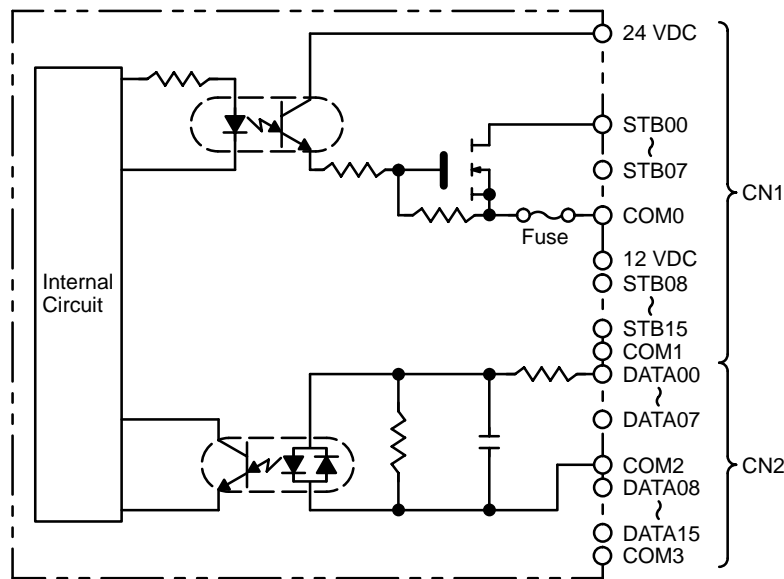 24 VDC
STB00
~
STB07
CN1
COM0
Fuse
12 VDC
Internal
Circuit
STB08
~
STB15
COM1
DATA00
~
DATA07
COM2
CN2
DATA08
~
DATA15
COM3